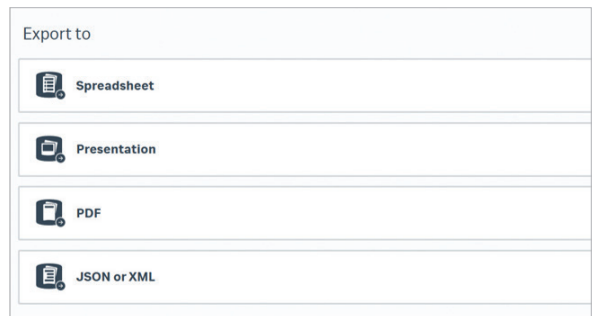 Export to
Spreadsheet
Presentation
PDF
JSON or XML